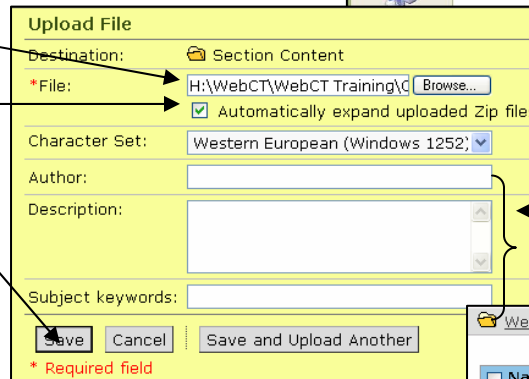 Upload File
Destination: Section Content
*File: H:\WebCT\WebCT Training\ Browse...
Automatically expand uploaded Zip file
Character Set: Western European (Windows 1252)
Author:
Description:
Subject keywords:
Save Cancel Save and Upload Another
* Required field